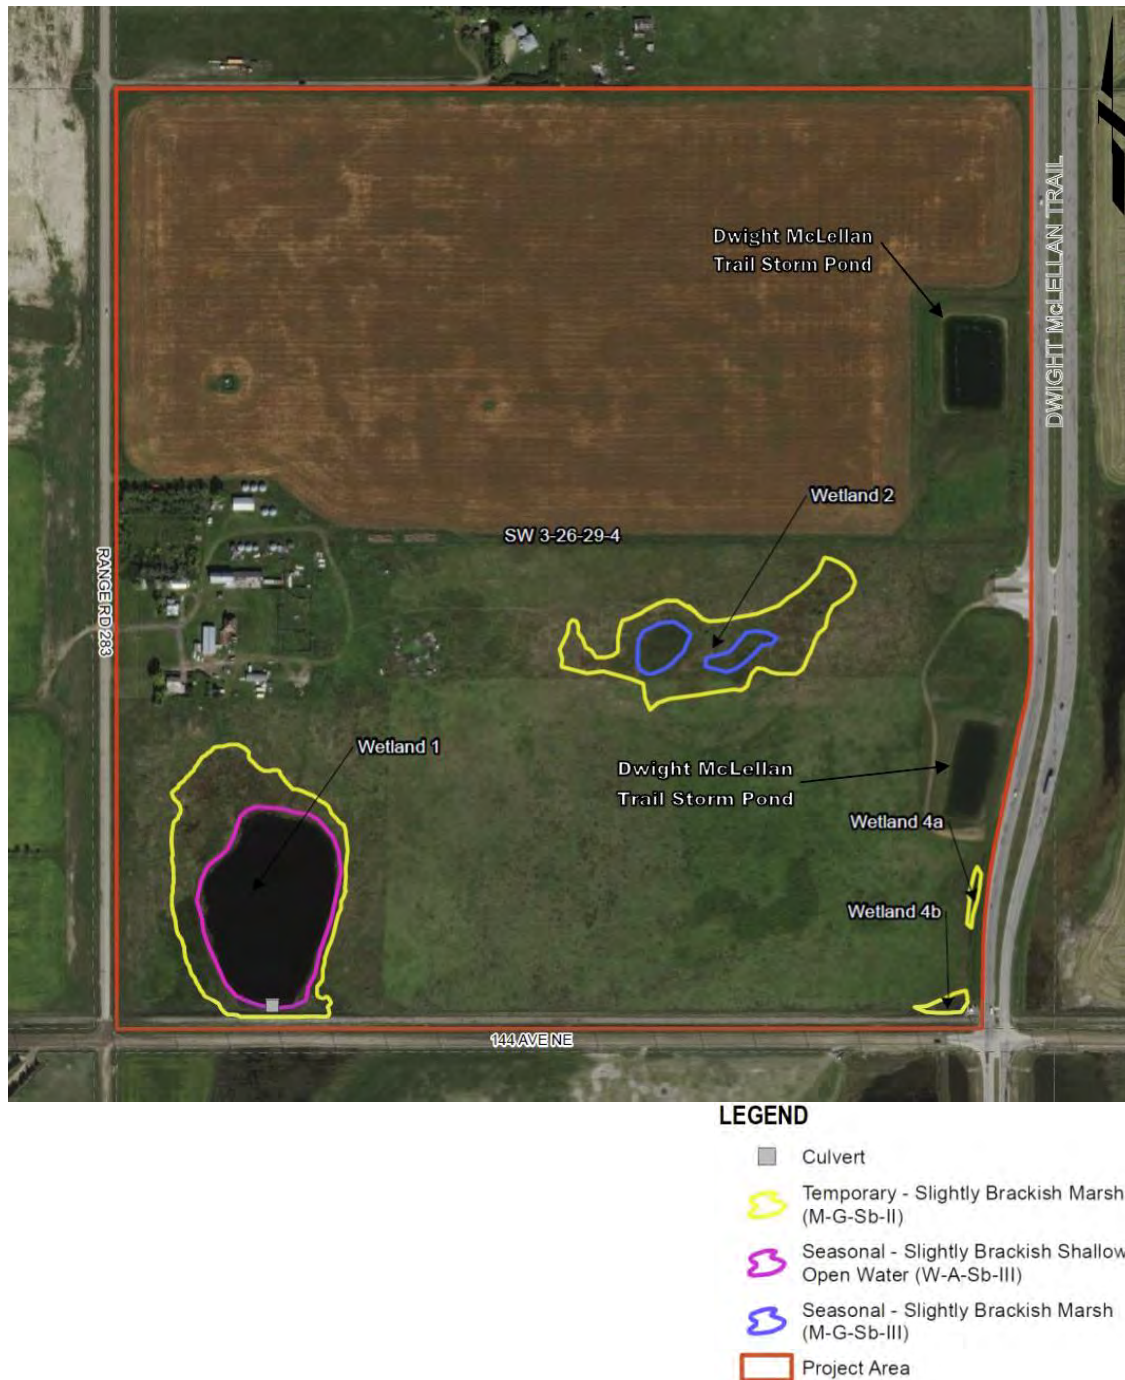 Dwight McLellan
Trail Storm Pond
DWIGHT McLELLAN TRAIL
Wetland 2
SW 3-26-29-4
RANGE RD 283
Wetland 1
Dwight McLellan
Trail Storm Pond
Wetland 4a
Wetland 4b
144 AVE NE
LEGEND
Culvert
Temporary - Slightly Brackish Marsh
(M-G-Sb-II)
Seasonal - Slightly Brackish Shallow
Open Water (W-A-Sb-III)
Seasonal - Slightly Brackish Marsh
(M-G-Sb-III)
Project Area